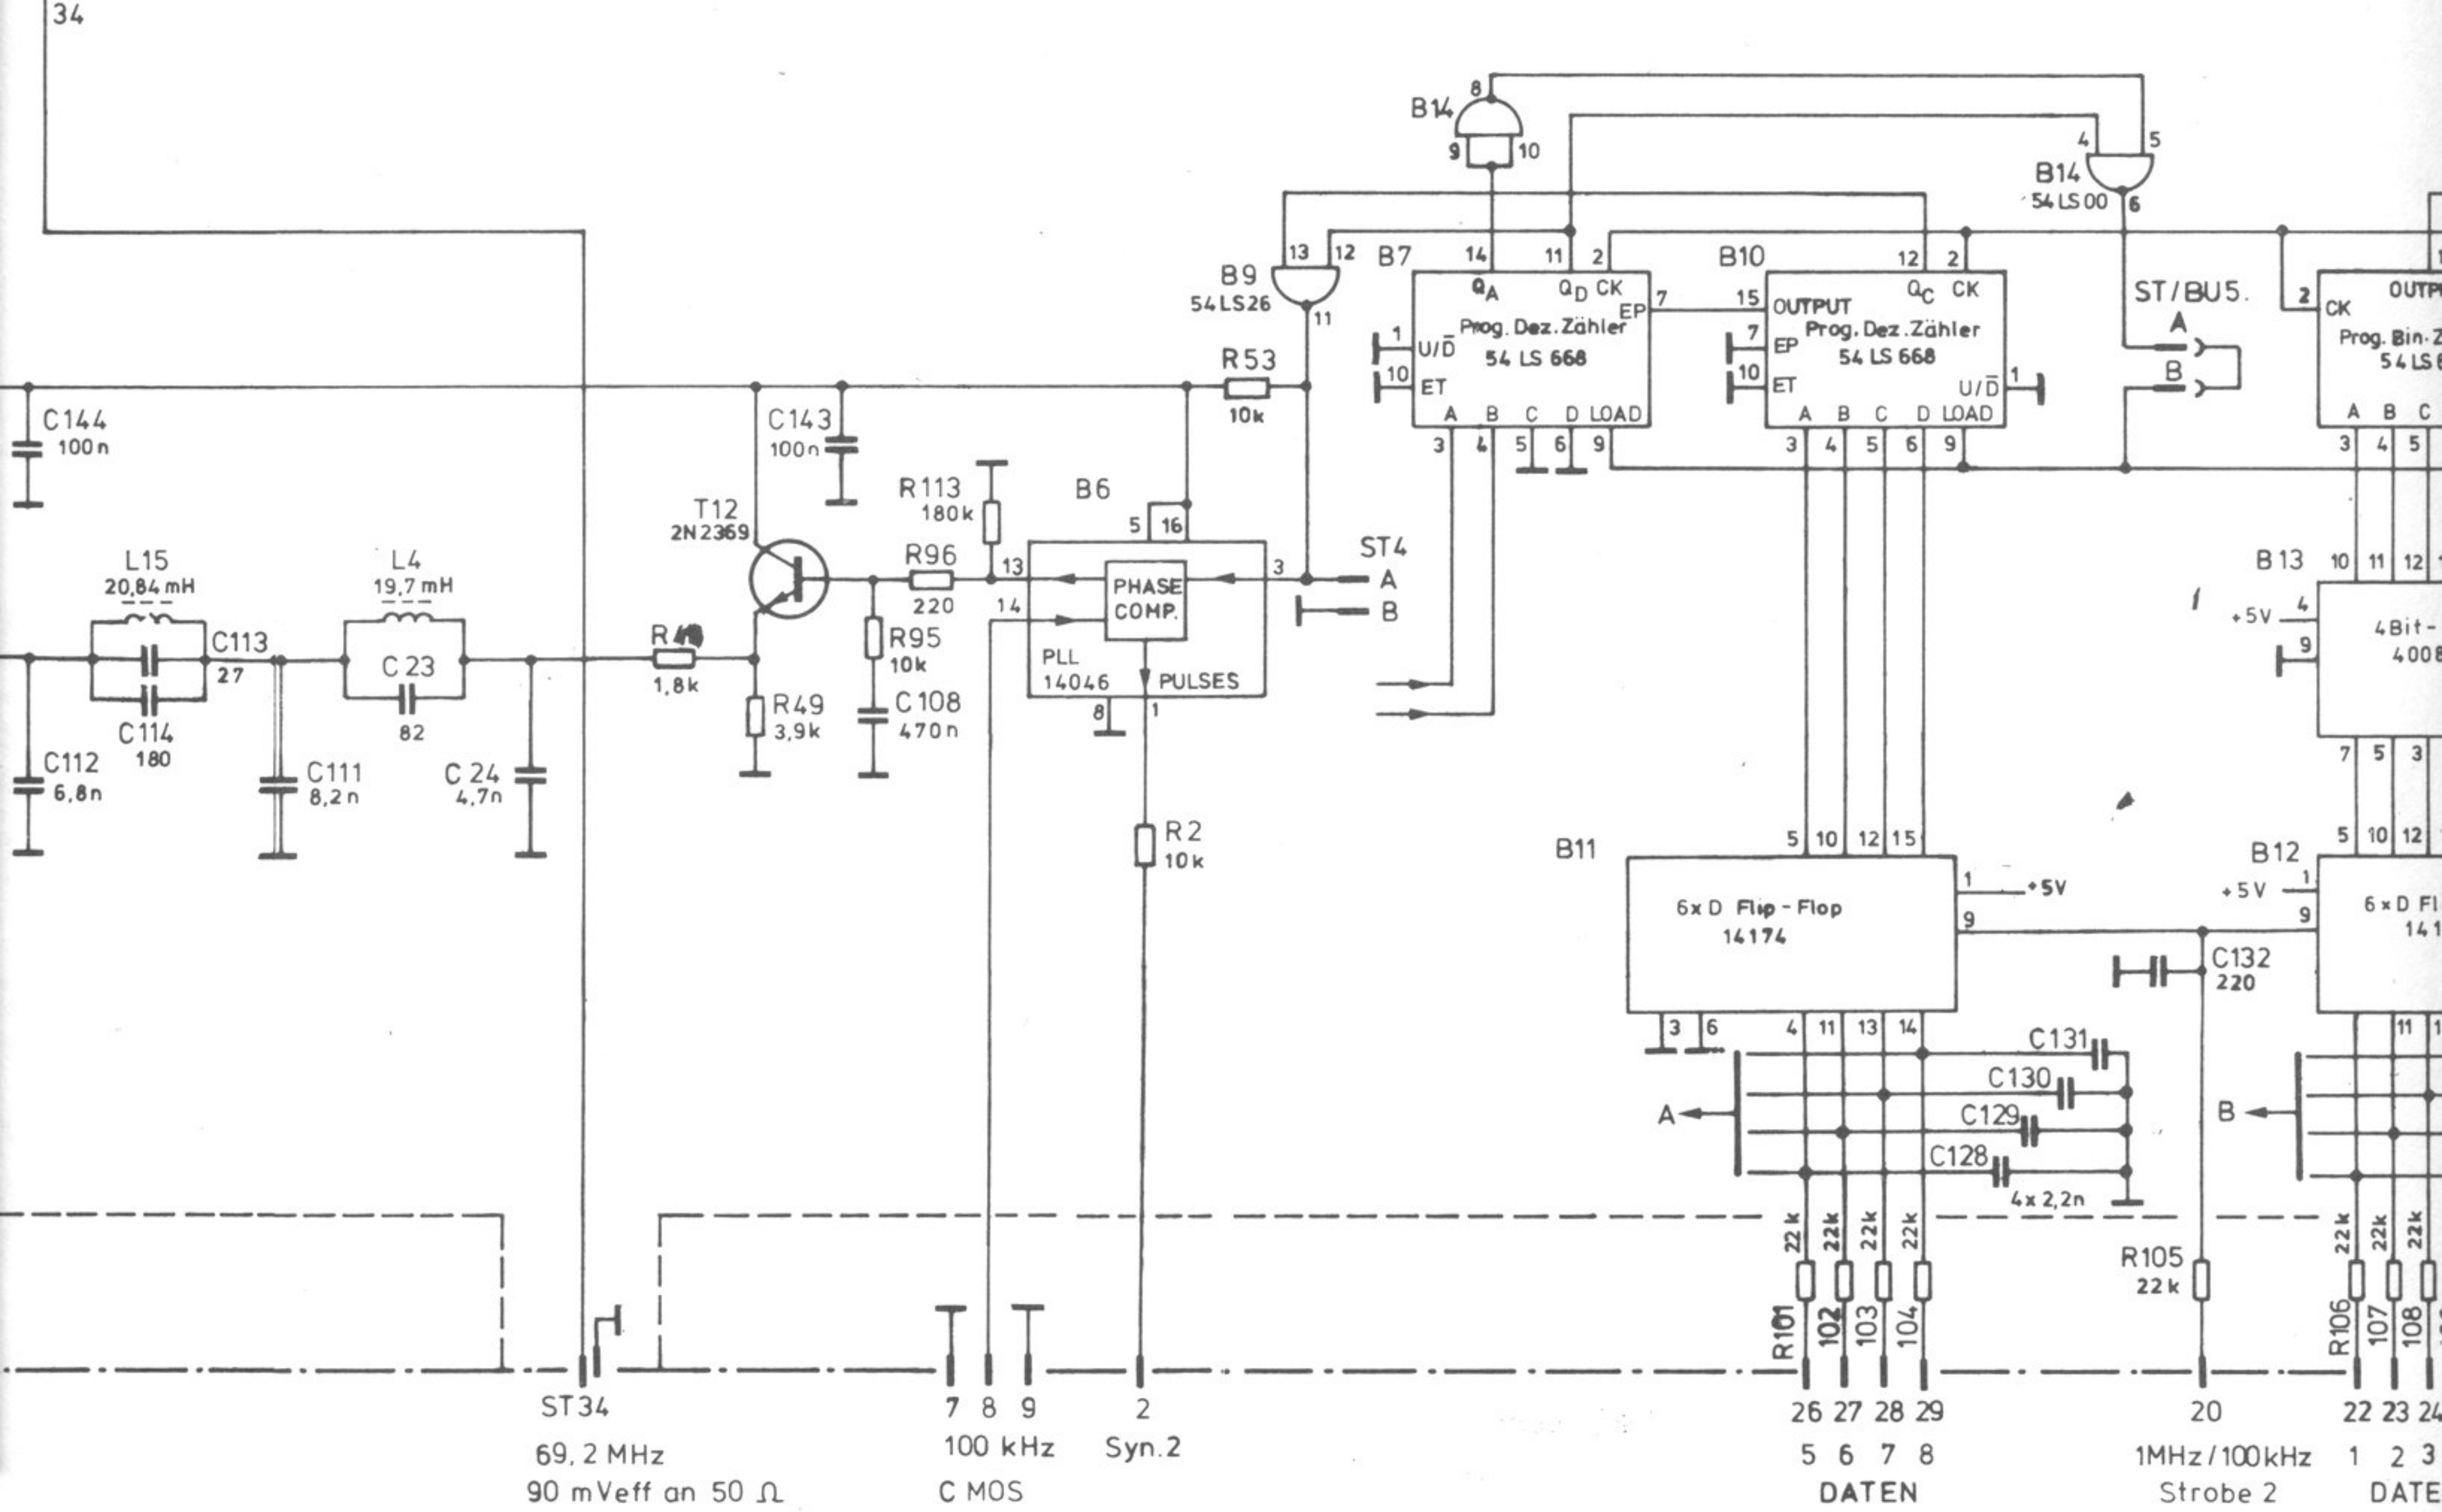 34
8
B14
9 10
4 5
B14
54 LS 00
6
13 12
B9
54 LS26
11
B7
14 11 2
QA QD CK
EP 7
Prog. Dez. Zähler
54 LS 668
1 U/D̅
10 ET
A B C D LOAD
3 4 5 6 9
B10
12 2
15 OUTPUT
QC CK
Prog. Dez. Zähler
54 LS 668
7 EP
10 ET
U/D̅ 1
A B C D LOAD
3 4 5 6 9
ST/BU5.
A
B
2 CK
Prog. Bin.
A B C
3 4 5
R53
10k
C144
100n
C143
100n
R113
180k
B6
5 16
T12
2N2369
R96
220
13
14
PHASE
COMP.
3
PLL
14046
PULSES
8 1
ST4
A
B
L15
20,84 mH
L4
19,7 mH
C113
27
C114
180
C 23
82
1,8k
R49
3,9k
R95
10k
C108
470n
C112
6,8n
C111
8,2n
C 24
4,7n
R2
10k
B13
10 11 12
+5V 4
9
4Bit-
7 5 3
B11
5 10 12 15
6xD Flip-Flop
14174
1 +5V
9
3 6 4 11 13 14
B12
5 10 12
+5V 1
9
6xD
11
C132
220
C131
C130
C129
C128
4x 2,2n
A
B
22k 22k 22k 22k
R101 102 103 104
R105
22k
22k 22k 22k
R106 107 108
ST34
69,2 MHz
90 mVeff an 50 Ω
7 8 9
100 kHz
C MOS
2
Syn.2
26 27 28 29
5 6 7 8
DATEN
20
1MHz/100kHz
Strobe 2
22 23
1 2 3